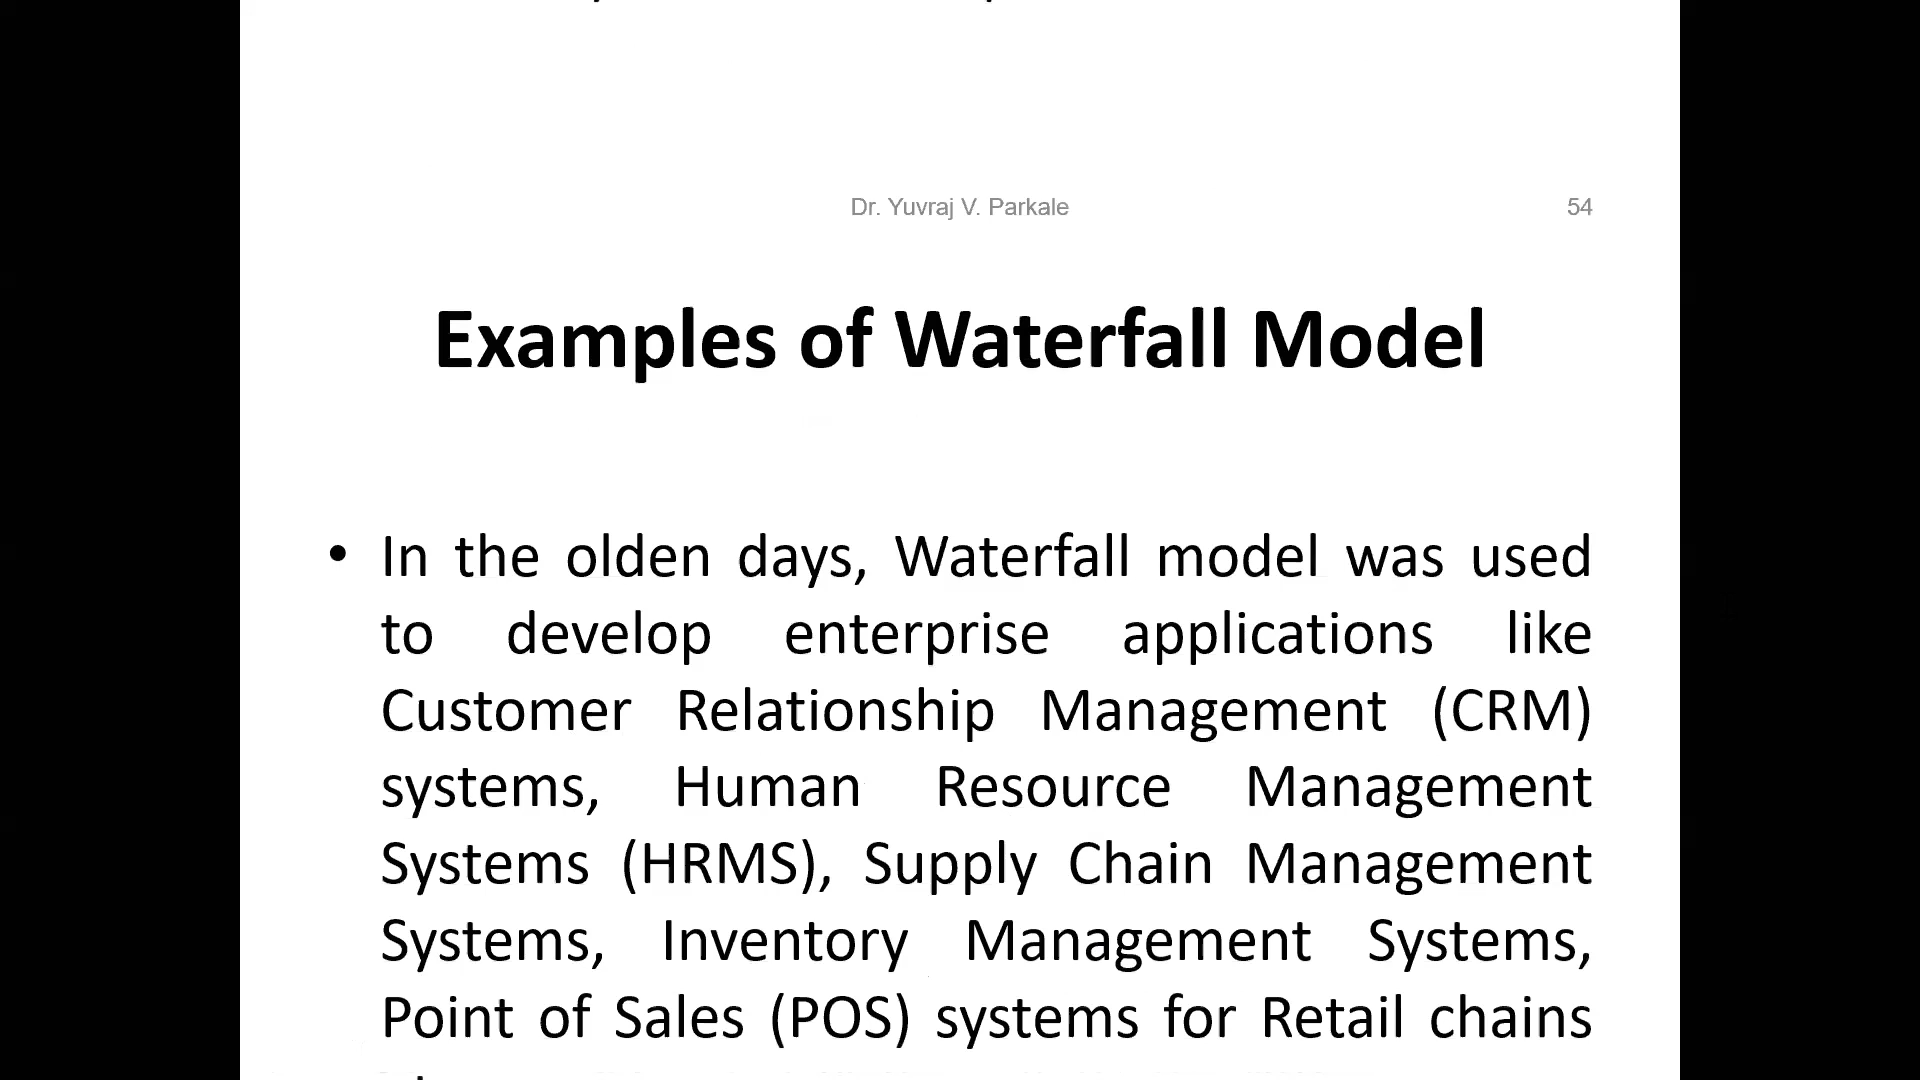 Dr. Yuvraj V. Parkale 54
Examples of Waterfall Model
• In the olden days, Waterfall model was used
to develop enterprise applications like
Customer Relationship Management (CRM)
systems, Human Resource Management
Systems (HRMS), Supply Chain Management
Systems, Inventory Management Systems,
Point of Sales (POS) systems for Retail chains